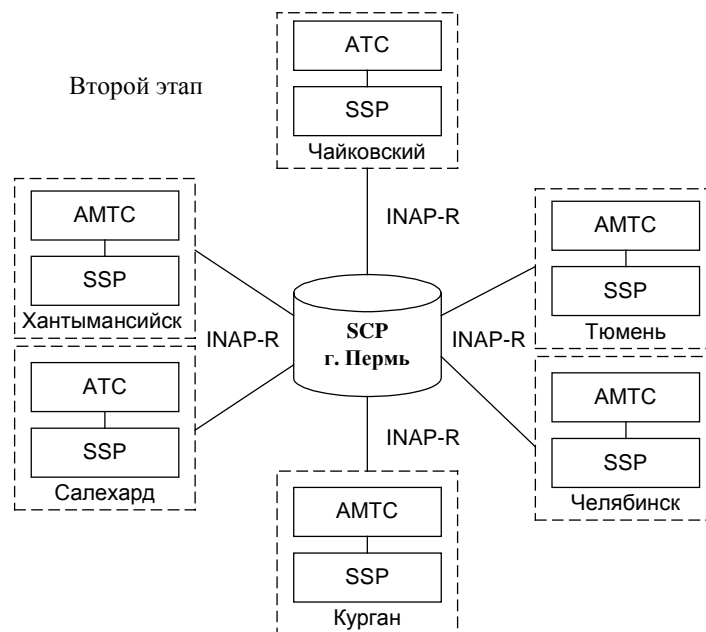 АТС
Второй этап
SSP
Чайковский
INAP-R
АМТС
SSP
Хантымансийск
АМТС
SSP
Тюмень
INAP-R
SCP
г. Пермь
INAP-R
АТС
SSP
Салехард
АМТС
SSP
Челябинск
INAP-R
АМТС
SSP
Курган